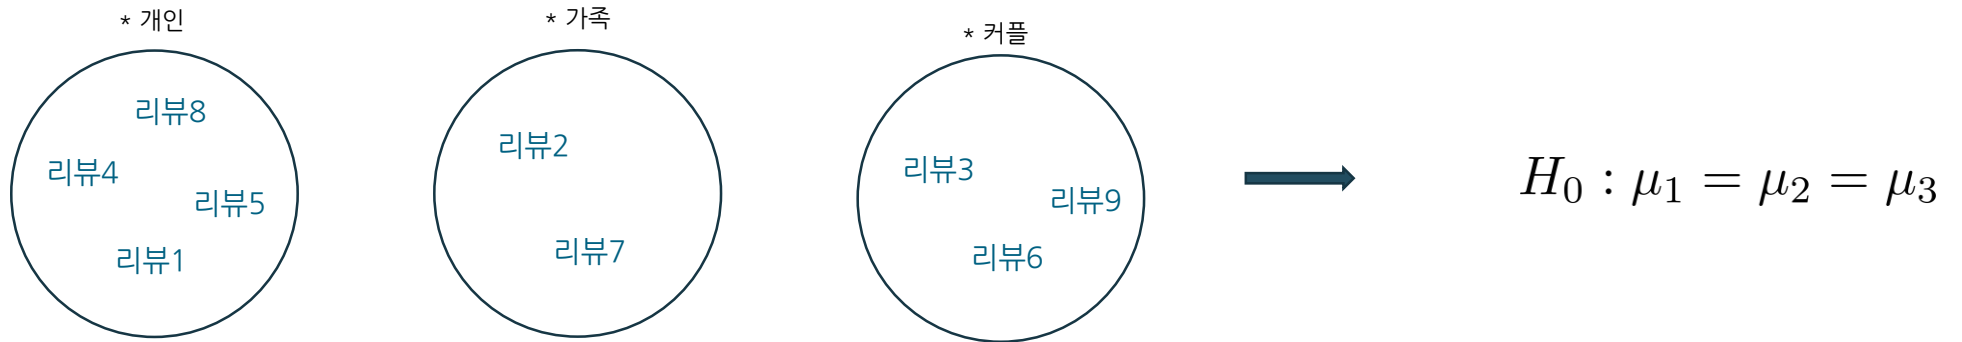 * 개인
리뷰8
리뷰4
리뷰5
리뷰1
* 가족
리뷰2
리뷰7
* 커플
리뷰3
리뷰9
리뷰6
H₀ : μ₁ = μ₂ = μ₃